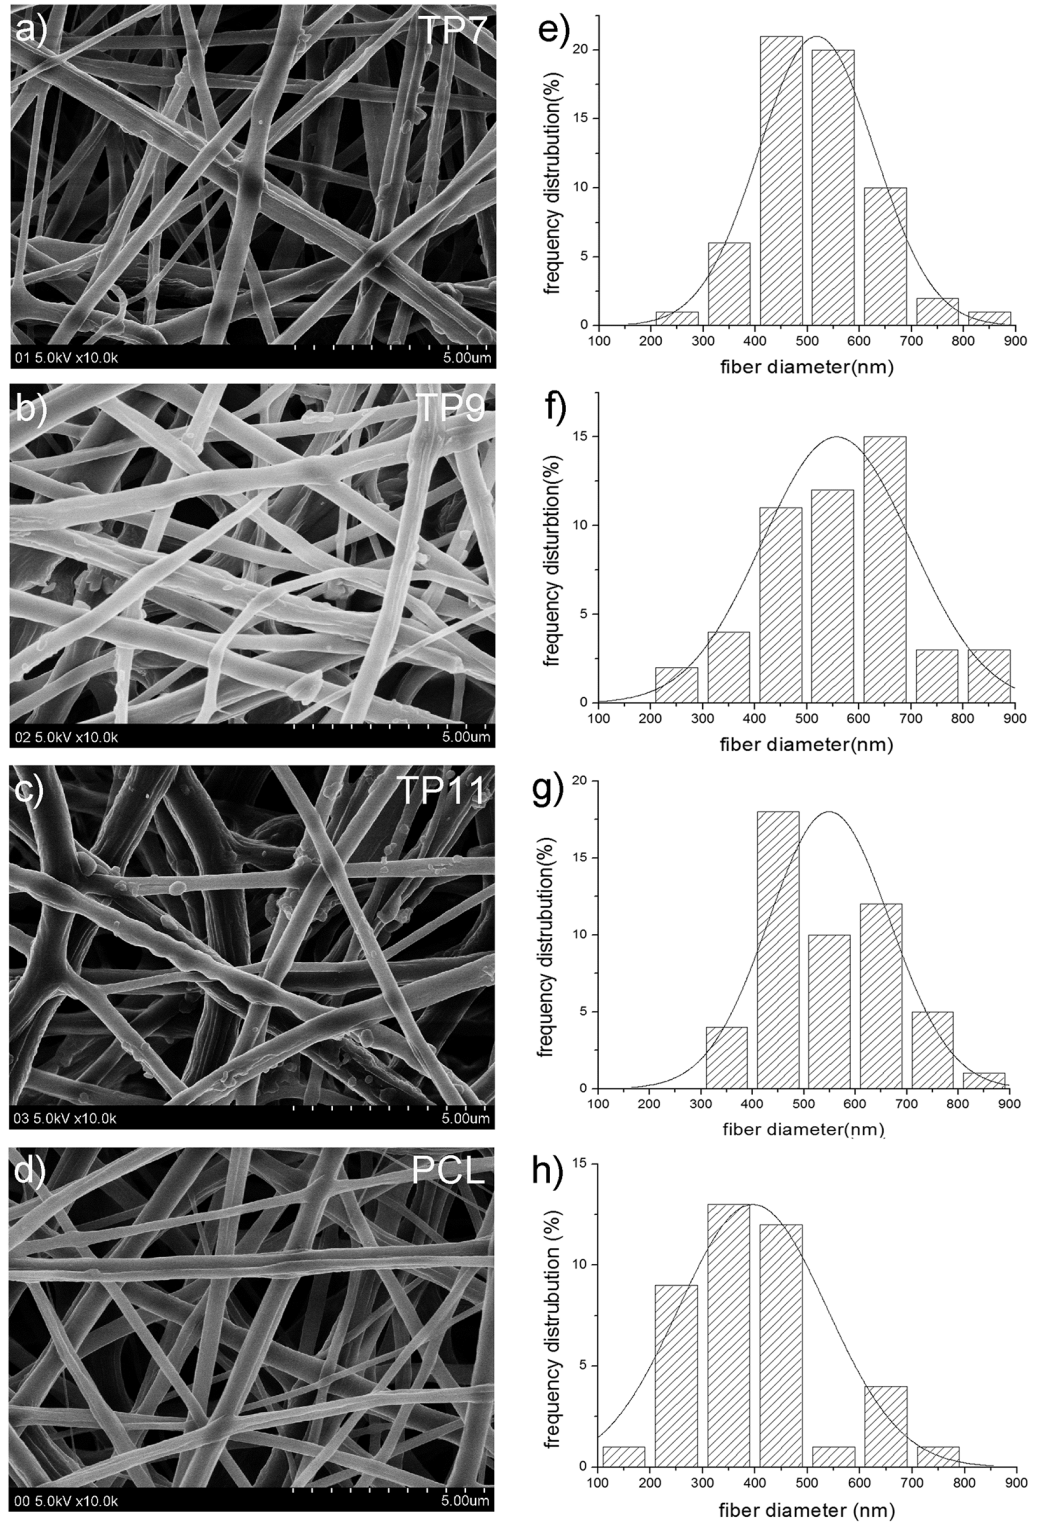 a) TP7
01 5.0kV x10.0k 5.00um
e)
frequency distrubution(%)
20
15
10
5
0
100 200 300 400 500 600 700 800 900
fiber diameter(nm)
b) TP9
02 5.0kV x10.0k 5.00um
f)
frequency disturbtion(%)
15
10
5
0
100 200 300 400 500 600 700 800 900
fiber diameter(nm)
c) TP11
03 5.0kV x10.0k 5.00um
g)
frequency distrubution(%)
20
15
10
5
0
100 200 300 400 500 600 700 800 900
fiber diameter(nm)
d) PCL
00 5.0kV x10.0k 5.00um
h)
frequency distrubution (%)
15
10
5
0
100 200 300 400 500 600 700 800 900
fiber diameter (nm)